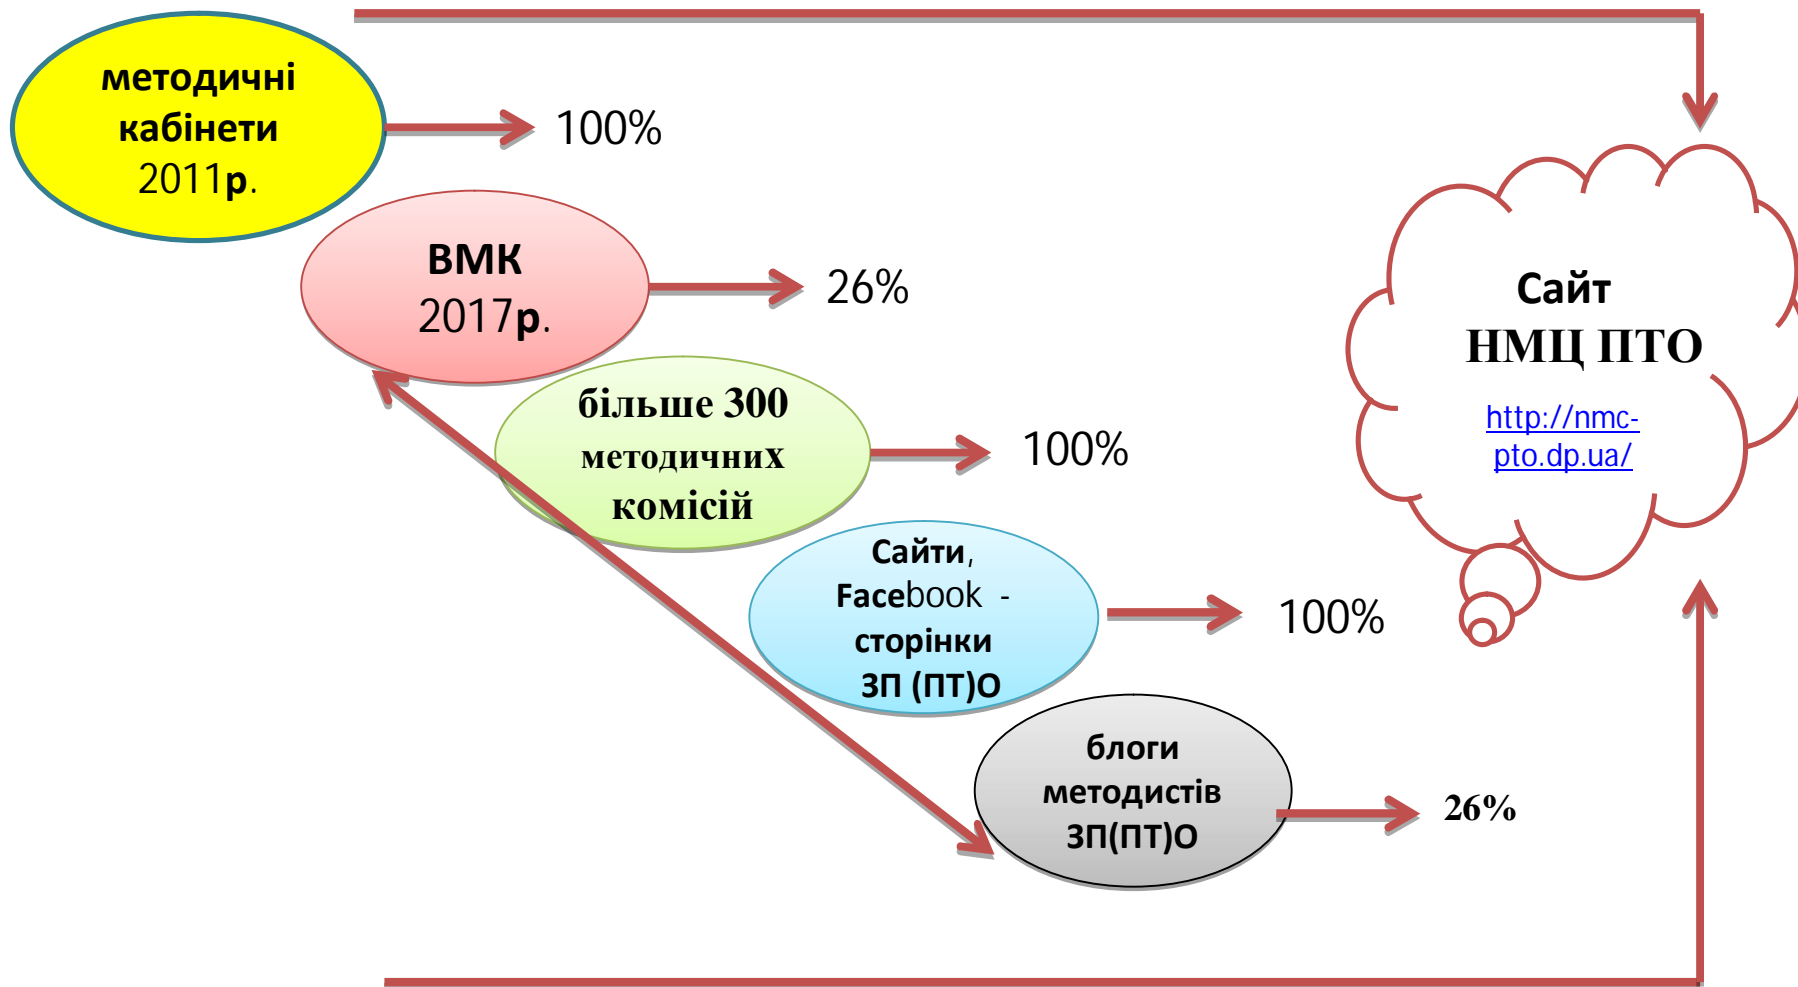 методичні
кабінети
2011р.
100%
ВМК
2017р.
26%
більше 300
методичних
комісій
100%
Сайти,
Facebook -
сторінки
ЗП (ПТ)О
100%
блоги
методистів
ЗП(ПТ)О
26%
Сайт
НМЦ ПТО
http://nmc-
pto.dp.ua/